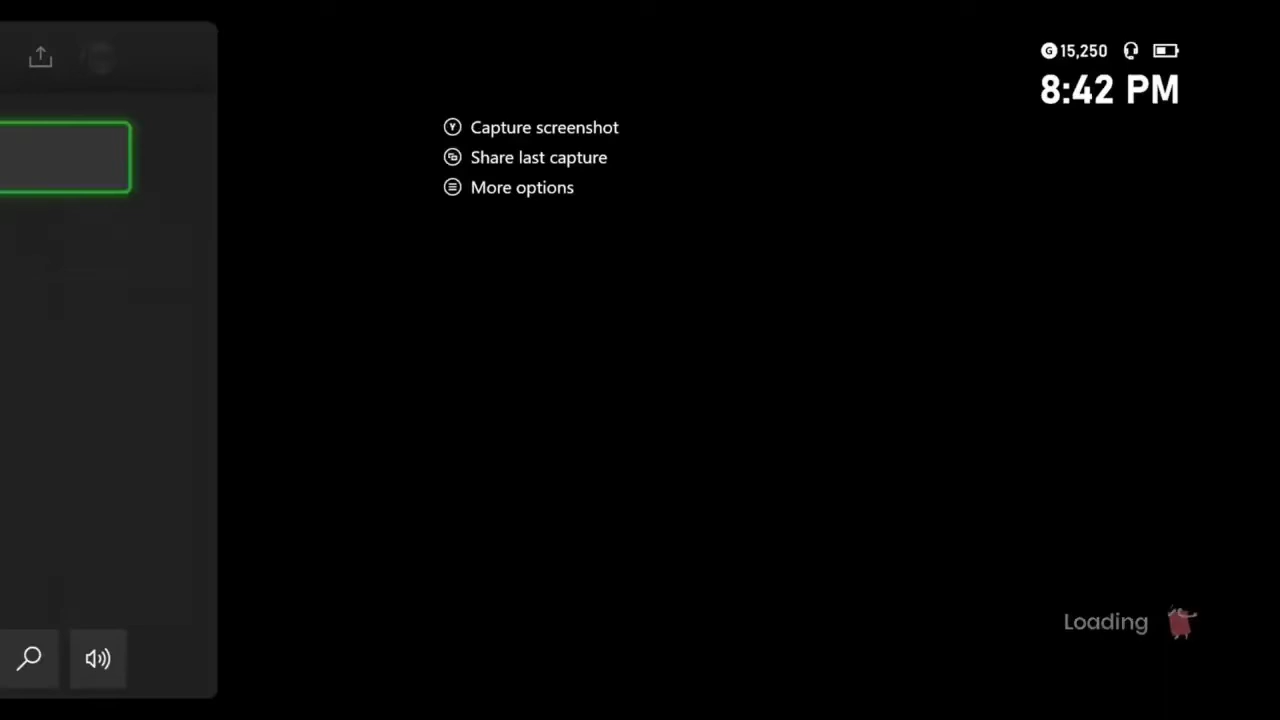 G 15,250
8:42 PM
Y Capture screenshot
Share last capture
More options
Loading